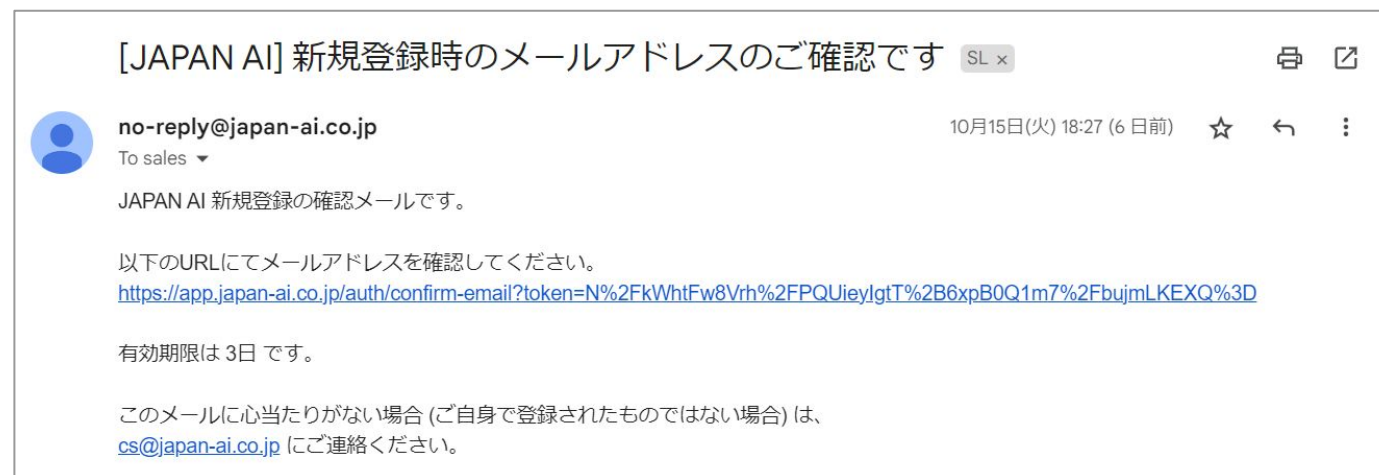 [JAPAN AI] 新規登録時のメールアドレスのご確認です SL ×
no-reply@japan-ai.co.jp 10月15日(火) 18:27 (6 日前)
To sales
JAPAN AI 新規登録の確認メールです。
以下のURLにてメールアドレスを確認してください。
https://app.japan-ai.co.jp/auth/confirm-email?token=N%2FkWhtFw8Vrh%2FPQUieyIgtT%2B6xpB0Q1m7%2FbujmLKEXQ%3D
有効期限は 3日 です。
このメールに心当たりがない場合 (ご自身で登録されたものではない場合) は、
cs@japan-ai.co.jp にご連絡ください。